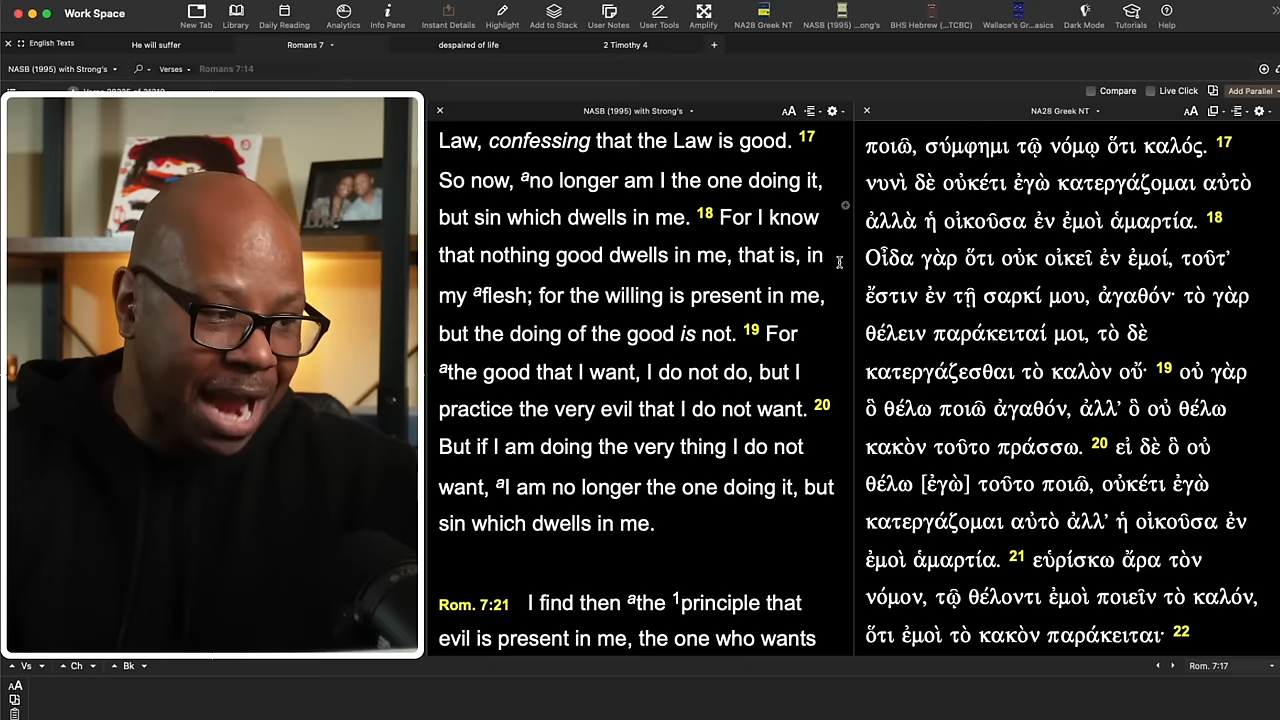 Work Space
New Tab
Library
Daily Reading
Analytics
Info Pane
Instant Details
Highlight
Add to Stack
User Notes
User Tools
Amplify
NA28 Greek NT
NASB (1995) ...ong's
BHS Hebrew (...TCBC)
Wallace's Gr...asics
Dark Mode
Tutorials
Help
English Texts
He will suffer
Romans 7
despaired of life
2 Timothy 4
NASB (1995) with Strong's
Verses
Romans 7:14
Compare
Live Click
Add Parallel
NASB (1995) with Strong's
Law, confessing that the Law is good. 17
So now, ano longer am I the one doing it,
but sin which dwells in me. 18 For I know
that nothing good dwells in me, that is, in
my aflesh; for the willing is present in me,
but the doing of the good is not. 19 For
athe good that I want, I do not do, but I
practice the very evil that I do not want. 20
But if I am doing the very thing I do not
want, aI am no longer the one doing it, but
sin which dwells in me.
Rom. 7:21 I find then athe 1principle that
evil is present in me, the one who wants
NA28 Greek NT
ποιῶ, σύμφημι τῷ νόμῳ ὅτι καλός. 17
νυνὶ δὲ οὐκέτι ἐγὼ κατεργάζομαι αὐτὸ
ἀλλὰ ἡ οἰκοῦσα ἐν ἐμοὶ ἁμαρτία. 18
Οἶδα γὰρ ὅτι οὐκ οἰκεῖ ἐν ἐμοί, τοῦτ’
ἔστιν ἐν τῇ σαρκί μου, ἀγαθόν· τὸ γὰρ
θέλειν παράκειταί μοι, τὸ δὲ
κατεργάζεσθαι τὸ καλὸν οὔ· 19 οὐ γὰρ
ὃ θέλω ποιῶ ἀγαθόν, ἀλλ’ ὃ οὐ θέλω
κακὸν τοῦτο πράσσω. 20 εἰ δὲ ὃ οὐ
θέλω [ἐγὼ] τοῦτο ποιῶ, οὐκέτι ἐγὼ
κατεργάζομαι αὐτὸ ἀλλ’ ἡ οἰκοῦσα ἐν
ἐμοὶ ἁμαρτία. 21 εὑρίσκω ἄρα τὸν
νόμον, τῷ θέλοντι ἐμοὶ ποιεῖν τὸ καλόν,
ὅτι ἐμοὶ τὸ κακὸν παράκειται· 22
Vs
Ch
Bk
Rom. 7:17